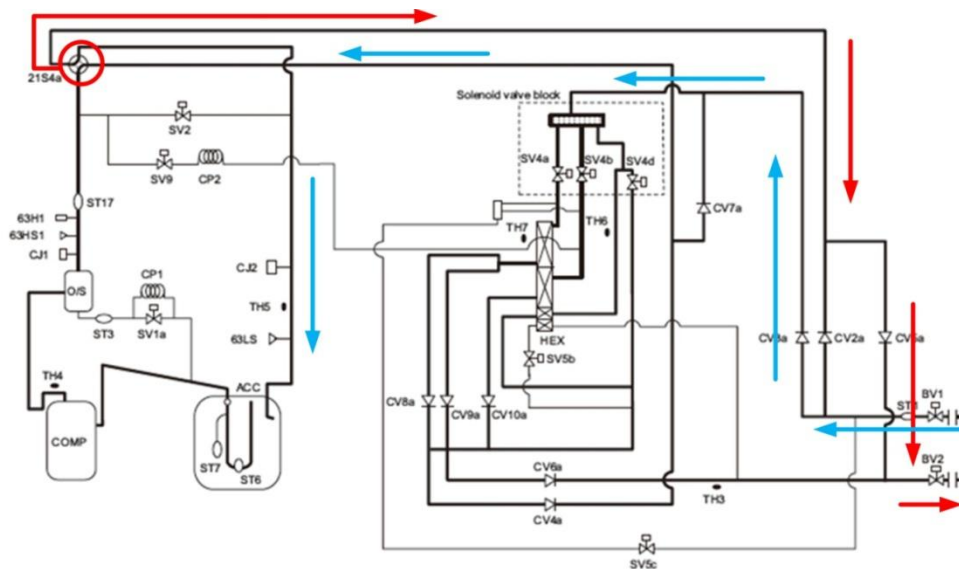 21S4a
Solenoid valve block
SV2
SV4a
SV4b
SV4d
SV9
CP2
ST17
63H1
63HS1
CJ1
TH7
TH6
CV7a
CJ2
O/S
CP1
TH5
ST3
SV1a
63LS
HEX
SV5b
CV2a
TH4
ACC
CV8a
CV9a
CV10a
BV1
COMP
ST7
ST6
CV6a
BV2
TH3
CV4a
SV5c